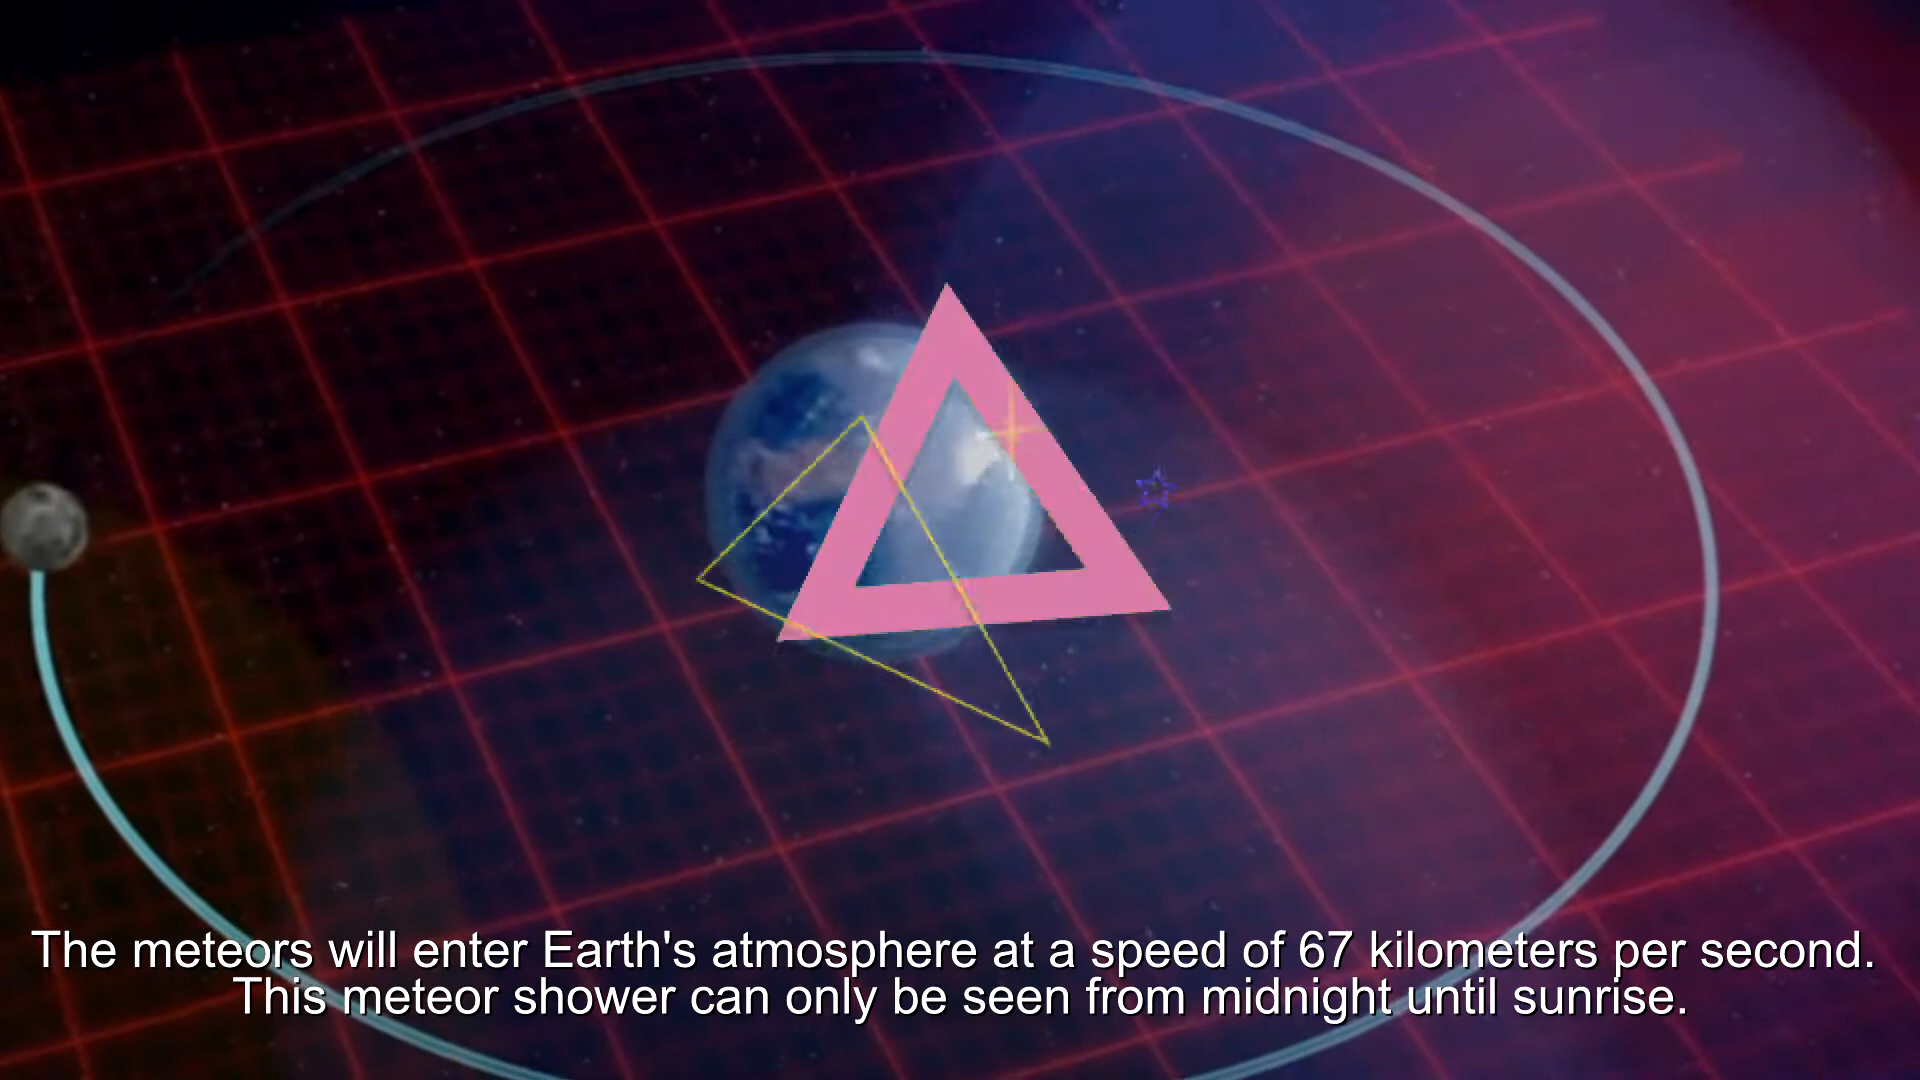 The meteors will enter Earth's atmosphere at a speed of 67 kilometers per second.
This meteor shower can only be seen from midnight until sunrise.